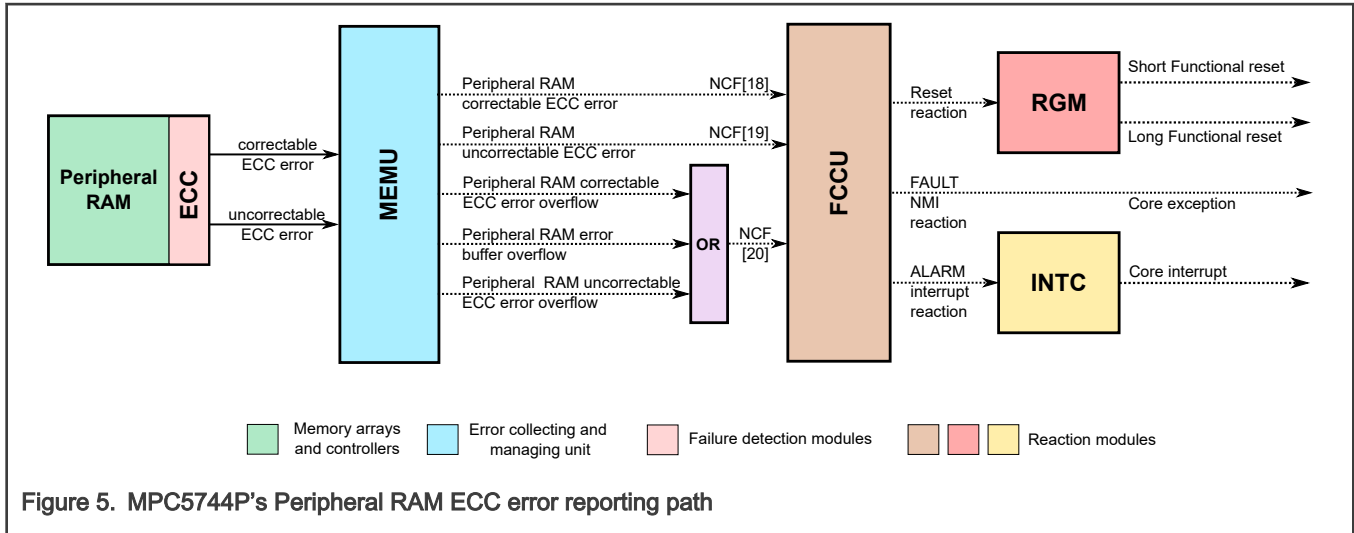 Peripheral
RAM
ECC
correctable
ECC error
uncorrectable
ECC error
MEMU
Peripheral RAM
correctable ECC error
NCF[18]
Peripheral RAM
uncorrectable ECC error
NCF[19]
Peripheral RAM correctable
ECC error overflow
Peripheral RAM error
buffer overflow
Peripheral RAM uncorrectable
ECC error overflow
OR
NCF
[20]
FCCU
Reset
reaction
RGM
Short Functional reset
Long Functional reset
FAULT
NMI
reaction
Core exception
ALARM
interrupt
reaction
INTC
Core interrupt
Memory arrays
and controllers
Error collecting and
managing unit
Failure detection modules
Reaction modules
Figure 5. MPC5744P's Peripheral RAM ECC error reporting path